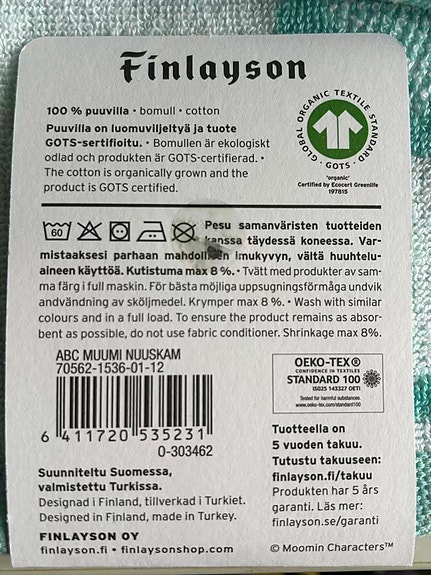 Finlayson
100 % puuvilla • bomull • cotton
Puuvilla on luomuviljeltyä ja tuote
GOTS-sertifioitu. • Bomullen är ekologiskt
odlad och produkten är GOTS-certifierad. •
The cotton is organically grown and the
product is GOTS certified.
GLOBAL ORGANIC TEXTILE STANDARD
• GOTS •
"organic"
Certified by Ecocert Greenlife
197815
60
Pesu samanväristen tuotteiden
kanssa täydessä koneessa. Var-
mistaaksesi parhaan mahdollisen imukyvyn, vältä huuhtelu-
aineen käyttöä. Kutistuma max 8 %. • Tvätt med produkter av sam-
ma färg i full maskin. För bästa möjliga uppsugningsförmåga undvik
andvändning av sköljmedel. Krymper max 8 %. • Wash with similar
colours and in a full load. To ensure the product remains as absor-
bent as possible, do not use fabric conditioner. Shrinkage max 8%.
ABC MUUMI NUUSKAM
70562-1536-01-12
6 411720 535231
0-303462
OEKO-TEX®
CONFIDENCE IN TEXTILES
STANDARD 100
IS025 143327 OETI
Tested for harmful substances.
www.oeko-tex.com/standard100
Suunniteltu Suomessa,
valmistettu Turkissa.
Designad i Finland, tillverkad i Turkiet.
Designed in Finland, made in Turkey.
FINLAYSON OY
finlayson.fi • finlaysonshop.com
Tuotteella on
5 vuoden takuu.
Tutustu takuuseen:
finlayson.fi/takuu
Produkten har 5 års
garanti. Läs mer:
finlayson.se/garanti
© Moomin Characters™